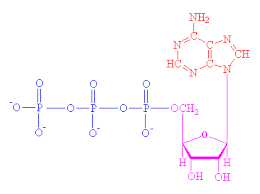 NH₂
N C C N
HC C CH
N N
O O O
⁻O P O P O P OCH₂
O⁻ O⁻ O⁻ O
OH OH